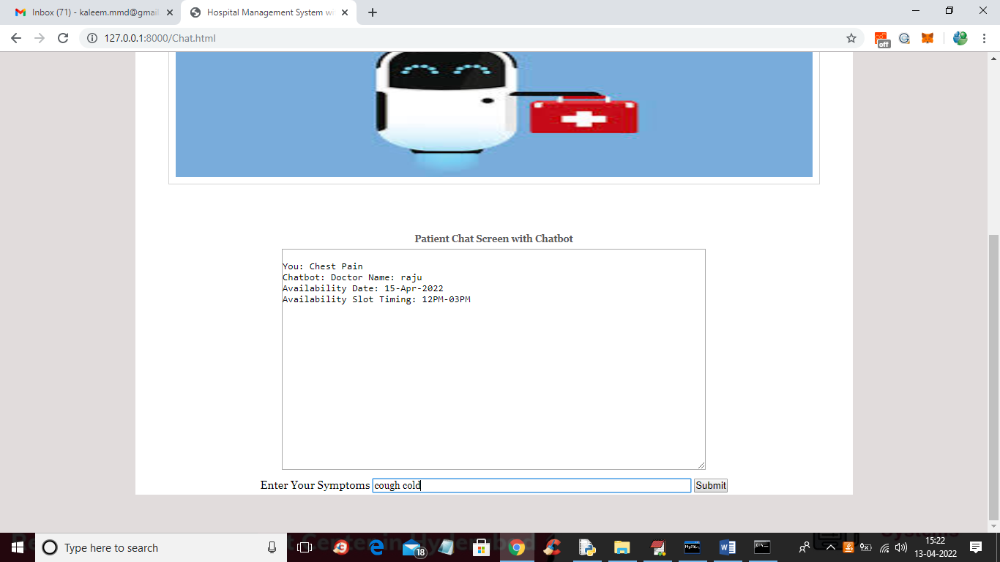 Inbox (71) - kaleem.mmd@gmail
Hospital Management System wi
127.0.0.1:8000/Chat.html
off
Patient Chat Screen with Chatbot
You: Chest Pain
Chatbot: Doctor Name: raju
Availability Date: 15-Apr-2022
Availability Slot Timing: 12PM-03PM
Enter Your Symptoms
cough cold
Submit
Type here to search
18
MySQL
15:22
13-04-2022